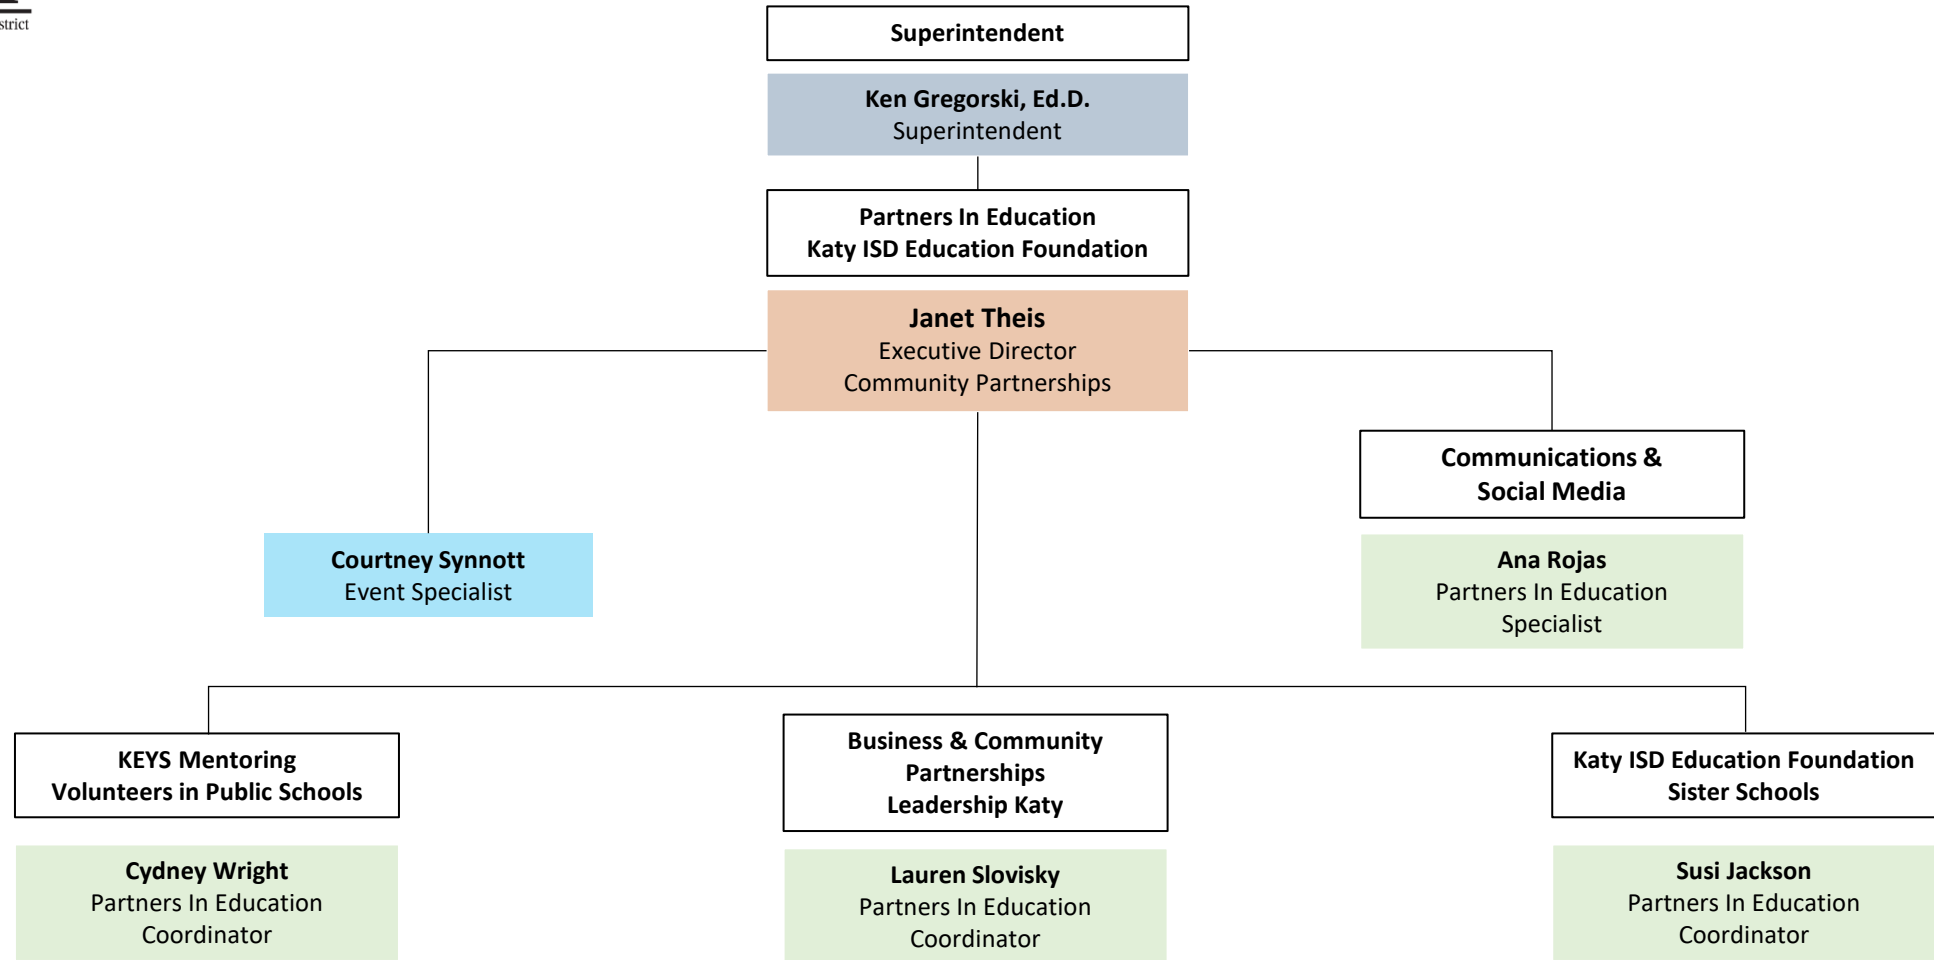 strict
Superintendent
Ken Gregorski, Ed.D.
Superintendent
Partners In Education
Katy ISD Education Foundation
Janet Theis
Executive Director
Community Partnerships
Communications &
Social Media
Courtney Synnott
Event Specialist
Ana Rojas
Partners In Education
Specialist
KEYS Mentoring
Volunteers in Public Schools
Cydney Wright
Partners In Education
Coordinator
Business & Community
Partnerships
Leadership Katy
Lauren Slovisky
Partners In Education
Coordinator
Katy ISD Education Foundation
Sister Schools
Susi Jackson
Partners In Education
Coordinator